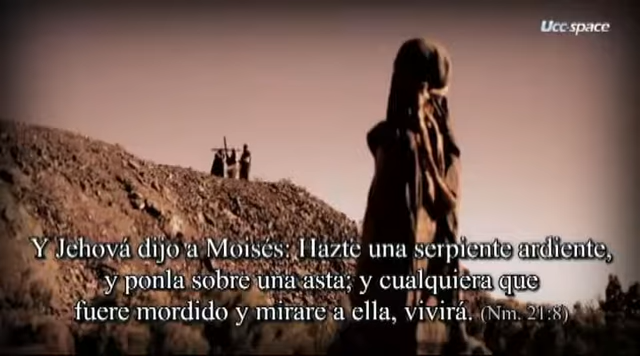 Ucc-space
Y Jehová dijo a Moisés: Hazte una serpiente ardiente,
y ponla sobre una asta; y cualquiera que
fuere mordido y mirare a ella, vivirá. (Nm. 21:8)